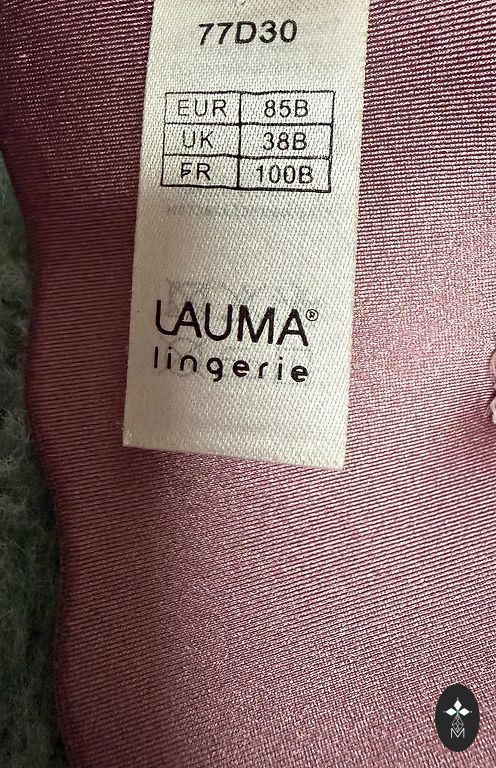 77D30
EUR 85B
UK 38B
FR 100B
LAUMA®
lingerie